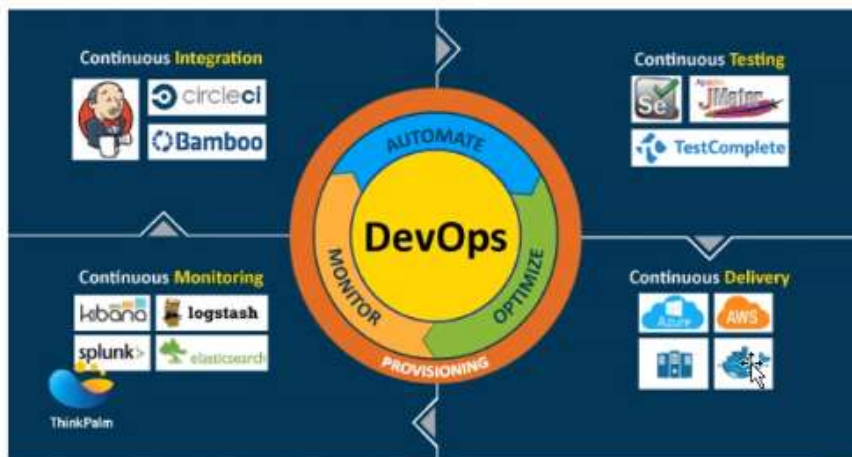 Continuous Integration
circleci
Bamboo
Continuous Testing
Se
Apache
JMeter
TestComplete
AUTOMATE
DevOps
MONITOR
OPTIMIZE
PROVISIONING
Continuous Monitoring
kibana
logstash
splunk>
elasticsearch
ThinkPalm
Continuous Delivery
Azure
AWS